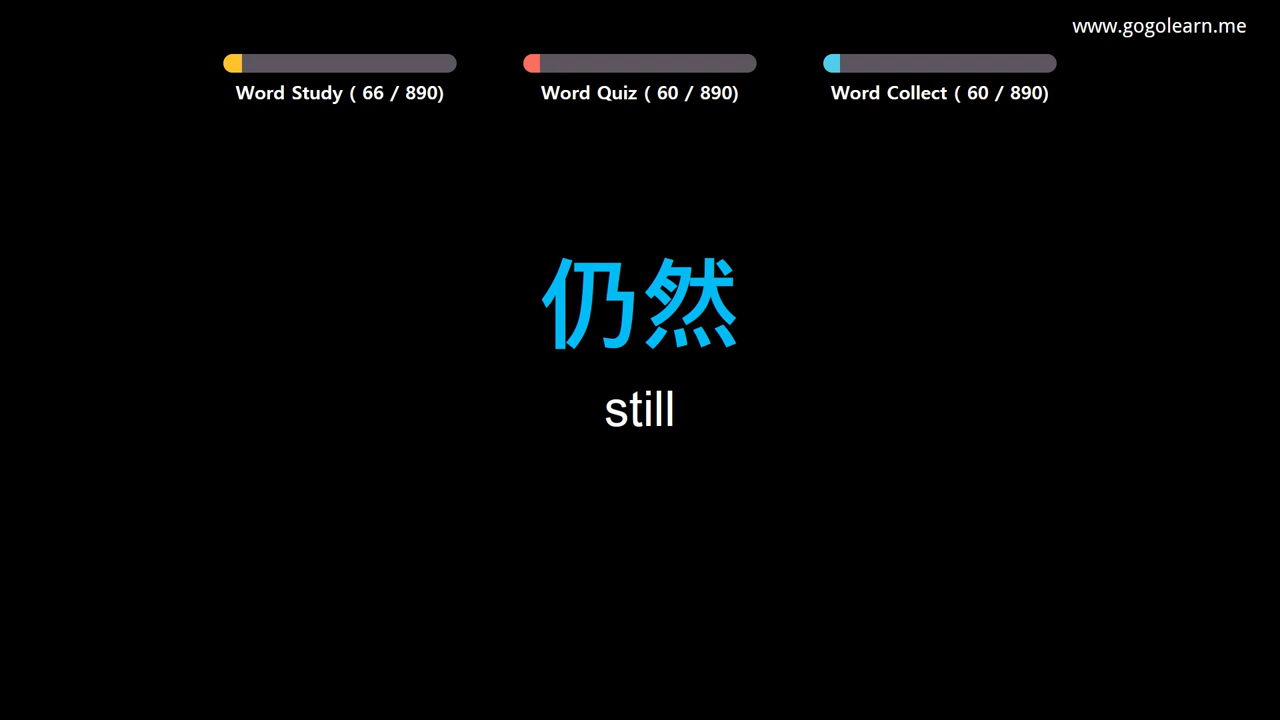 www.gogolearn.me
Word Study ( 66 / 890)
Word Quiz ( 60 / 890)
Word Collect ( 60 / 890)
仍然
still